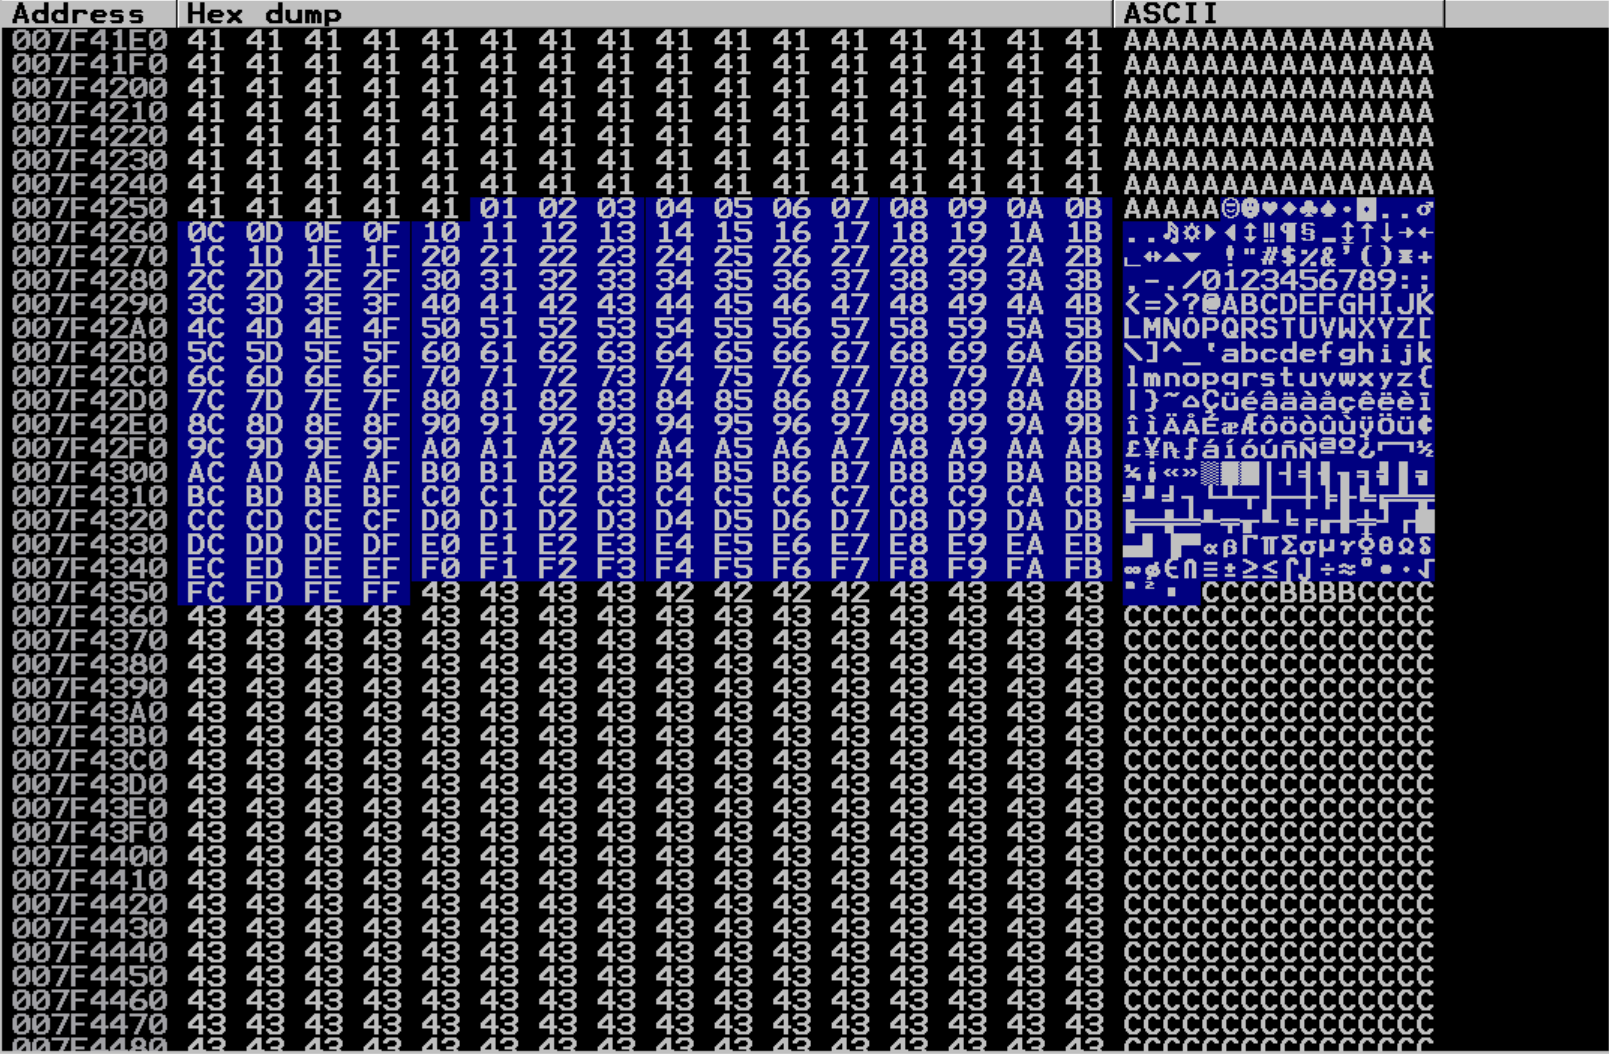 Address Hex dump ASCII
007F41E0 41 41 41 41 41 41 41 41 41 41 41 41 41 41 41 41 AAAAAAAAAAAAAAAA
007F41F0 41 41 41 41 41 41 41 41 41 41 41 41 41 41 41 41 AAAAAAAAAAAAAAAA
007F4200 41 41 41 41 41 41 41 41 41 41 41 41 41 41 41 41 AAAAAAAAAAAAAAAA
007F4210 41 41 41 41 41 41 41 41 41 41 41 41 41 41 41 41 AAAAAAAAAAAAAAAA
007F4220 41 41 41 41 41 41 41 41 41 41 41 41 41 41 41 41 AAAAAAAAAAAAAAAA
007F4230 41 41 41 41 41 41 41 41 41 41 41 41 41 41 41 41 AAAAAAAAAAAAAAAA
007F4240 41 41 41 41 41 41 41 41 41 41 41 41 41 41 41 41 AAAAAAAAAAAAAAAA
007F4250 41 41 41 41 41 01 02 03 04 05 06 07 08 09 0A 0B AAAAA☺☻♥♦♣♠•◘..♂
007F4260 0C 0D 0E 0F 10 11 12 13 14 15 16 17 18 19 1A 1B ..♫☼►◄↕‼¶§_↨↑↓→←
007F4270 1C 1D 1E 1F 20 21 22 23 24 25 26 27 28 29 2A 2B ∟↔▲▼ !"#$%&'()*+
007F4280 2C 2D 2E 2F 30 31 32 33 34 35 36 37 38 39 3A 3B ,-./0123456789:;
007F4290 3C 3D 3E 3F 40 41 42 43 44 45 46 47 48 49 4A 4B <=>?@ABCDEFGHIJK
007F42A0 4C 4D 4E 4F 50 51 52 53 54 55 56 57 58 59 5A 5B LMNOPQRSTUVWXYZ[
007F42B0 5C 5D 5E 5F 60 61 62 63 64 65 66 67 68 69 6A 6B \]^_`abcdefghijk
007F42C0 6C 6D 6E 6F 70 71 72 73 74 75 76 77 78 79 7A 7B lmnopqrstuvwxyz{
007F42D0 7C 7D 7E 7F 80 81 82 83 84 85 86 87 88 89 8A 8B |}~⌂Çüéâäàåçêëèï
007F42E0 8C 8D 8E 8F 90 91 92 93 94 95 96 97 98 99 9A 9B îìÄÅÉæÆôöòûùÿÖÜ¢
007F42F0 9C 9D 9E 9F A0 A1 A2 A3 A4 A5 A6 A7 A8 A9 AA AB £¥₧ƒáíóúñÑªº¿⌐¬½
007F4300 AC AD AE AF B0 B1 B2 B3 B4 B5 B6 B7 B8 B9 BA BB ¼¡«»░▒▓│┤╡╢╖╕╣║╗
007F4310 BC BD BE BF C0 C1 C2 C3 C4 C5 C6 C7 C8 C9 CA CB ╝╜╛┐└┴┬├─┼╞╟╚╔╩╦
007F4320 CC CD CE CF D0 D1 D2 D3 D4 D5 D6 D7 D8 D9 DA DB ╠═╬╧╨╤╥╙╘╒╓╫╪┘┌█
007F4330 DC DD DE DF E0 E1 E2 E3 E4 E5 E6 E7 E8 E9 EA EB ▄▌▐▀αßΓπΣσµτΦΘΩδ
007F4340 EC ED EE EF F0 F1 F2 F3 F4 F5 F6 F7 F8 F9 FA FB ∞φ∈∩≡±≥≤⌠⌡÷≈°∙·√
007F4350 FC FD FE FF 43 43 43 43 42 42 42 42 43 43 43 43 ⁿ²■ CCCCBBBBCCCC
007F4360 43 43 43 43 43 43 43 43 43 43 43 43 43 43 43 43 CCCCCCCCCCCCCCCC
007F4370 43 43 43 43 43 43 43 43 43 43 43 43 43 43 43 43 CCCCCCCCCCCCCCCC
007F4380 43 43 43 43 43 43 43 43 43 43 43 43 43 43 43 43 CCCCCCCCCCCCCCCC
007F4390 43 43 43 43 43 43 43 43 43 43 43 43 43 43 43 43 CCCCCCCCCCCCCCCC
007F43A0 43 43 43 43 43 43 43 43 43 43 43 43 43 43 43 43 CCCCCCCCCCCCCCCC
007F43B0 43 43 43 43 43 43 43 43 43 43 43 43 43 43 43 43 CCCCCCCCCCCCCCCC
007F43C0 43 43 43 43 43 43 43 43 43 43 43 43 43 43 43 43 CCCCCCCCCCCCCCCC
007F43D0 43 43 43 43 43 43 43 43 43 43 43 43 43 43 43 43 CCCCCCCCCCCCCCCC
007F43E0 43 43 43 43 43 43 43 43 43 43 43 43 43 43 43 43 CCCCCCCCCCCCCCCC
007F43F0 43 43 43 43 43 43 43 43 43 43 43 43 43 43 43 43 CCCCCCCCCCCCCCCC
007F4400 43 43 43 43 43 43 43 43 43 43 43 43 43 43 43 43 CCCCCCCCCCCCCCCC
007F4410 43 43 43 43 43 43 43 43 43 43 43 43 43 43 43 43 CCCCCCCCCCCCCCCC
007F4420 43 43 43 43 43 43 43 43 43 43 43 43 43 43 43 43 CCCCCCCCCCCCCCCC
007F4430 43 43 43 43 43 43 43 43 43 43 43 43 43 43 43 43 CCCCCCCCCCCCCCCC
007F4440 43 43 43 43 43 43 43 43 43 43 43 43 43 43 43 43 CCCCCCCCCCCCCCCC
007F4450 43 43 43 43 43 43 43 43 43 43 43 43 43 43 43 43 CCCCCCCCCCCCCCCC
007F4460 43 43 43 43 43 43 43 43 43 43 43 43 43 43 43 43 CCCCCCCCCCCCCCCC
007F4470 43 43 43 43 43 43 43 43 43 43 43 43 43 43 43 43 CCCCCCCCCCCCCCCC
007F4480 43 43 43 43 43 43 43 43 43 43 43 43 43 43 43 43 CCCCCCCCCCCCCCCC